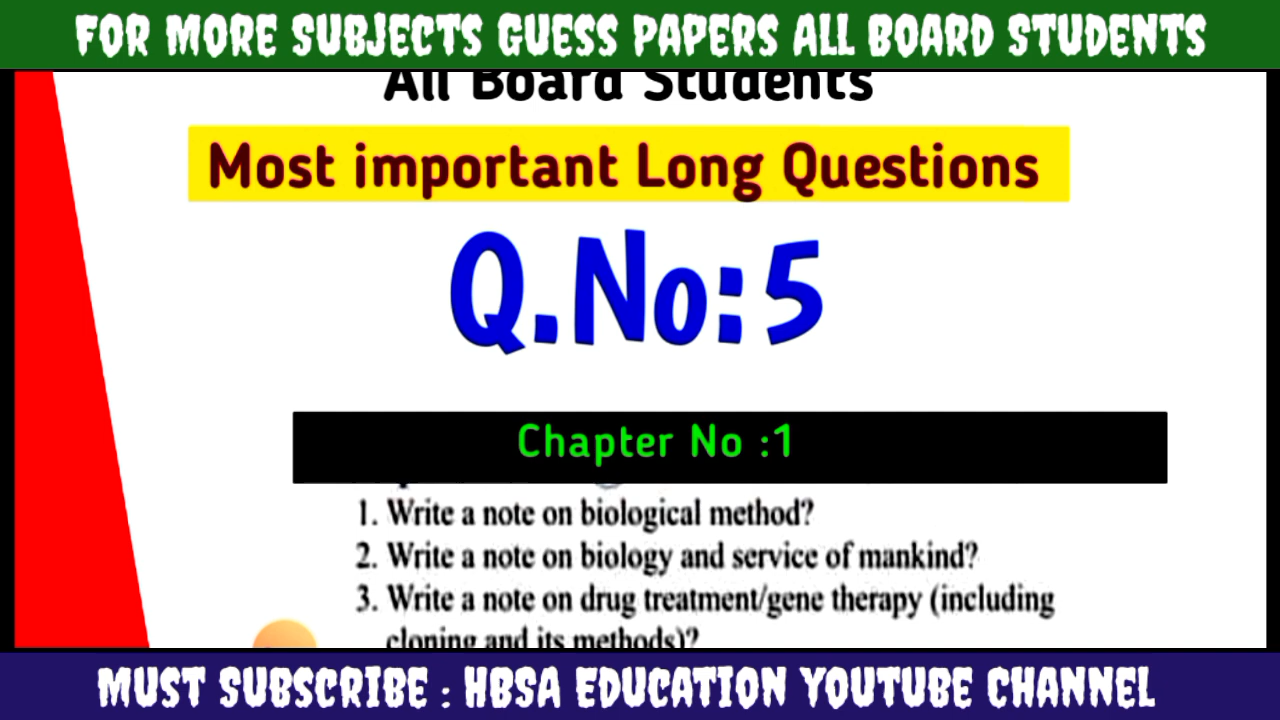 FOR MORE SUBJECTS GUESS PAPERS ALL BOARD STUDENTS
All Board Students
Most important Long Questions
Q.No:5
Chapter No :1
1. Write a note on biological method?
2. Write a note on biology and service of mankind?
3. Write a note on drug treatment/gene therapy (including
cloning and its methods)?
MUST SUBSCRIBE : HBSA EDUCATION YOUTUBE CHANNEL